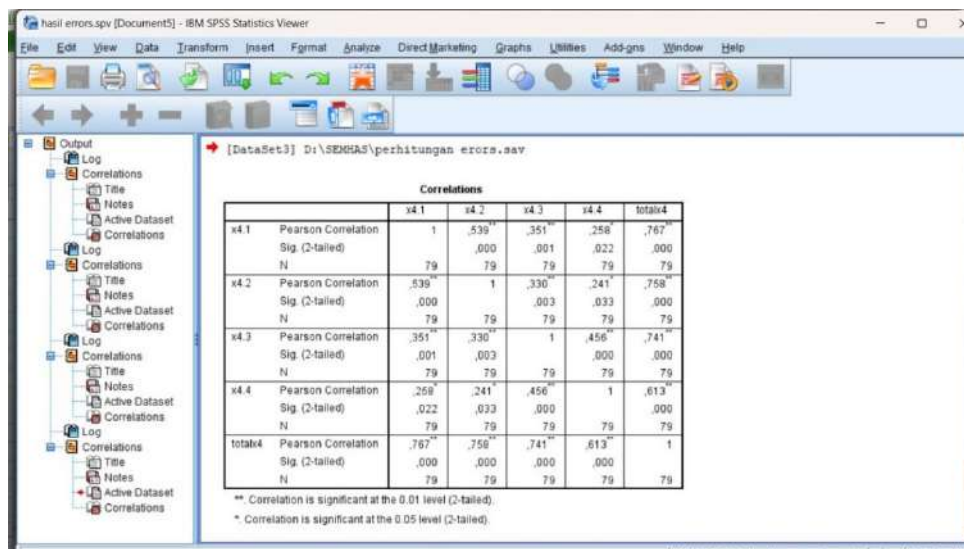 hasil errors.spv [Document5] - IBM SPSS Statistics Viewer
File Edit View Data Transform Insert Format Analyze Direct Marketing Graphs Utilities Add-ons Window Help
Output
Log
Correlations
Title
Notes
Active Dataset
Correlations
Log
Correlations
Title
Notes
Active Dataset
Correlations
Log
Correlations
Title
Notes
Active Dataset
Correlations
Log
Correlations
Title
Notes
Active Dataset
Correlations
[DataSet3] D:\SEMHAS\perhitungan erors.sav
Correlations
x4.1 x4.2 x4.3 x4.4 totalx4
x4.1 Pearson Correlation 1 ,539** ,351** ,258* ,767**
Sig. (2-tailed) ,000 ,001 ,022 ,000
N 79 79 79 79 79
x4.2 Pearson Correlation ,539** 1 ,330** ,241* ,758**
Sig. (2-tailed) ,000 ,003 ,033 ,000
N 79 79 79 79 79
x4.3 Pearson Correlation ,351** ,330** 1 ,456** ,741**
Sig. (2-tailed) ,001 ,003 ,000 ,000
N 79 79 79 79 79
x4.4 Pearson Correlation ,258* ,241* ,456** 1 ,613**
Sig. (2-tailed) ,022 ,033 ,000 ,000
N 79 79 79 79 79
totalx4 Pearson Correlation ,767** ,758** ,741** ,613** 1
Sig. (2-tailed) ,000 ,000 ,000 ,000
N 79 79 79 79 79
**. Correlation is significant at the 0.01 level (2-tailed).
*. Correlation is significant at the 0.05 level (2-tailed).